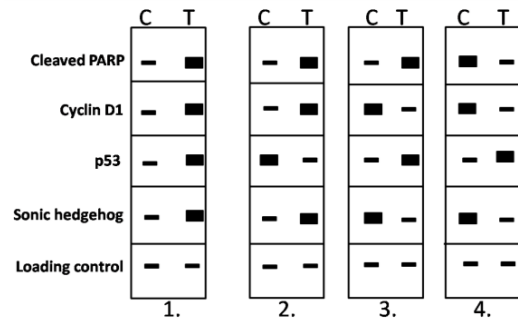 C T C T C T C T
Cleaved PARP
Cyclin D1
p53
Sonic hedgehog
Loading control
1. 2. 3. 4.